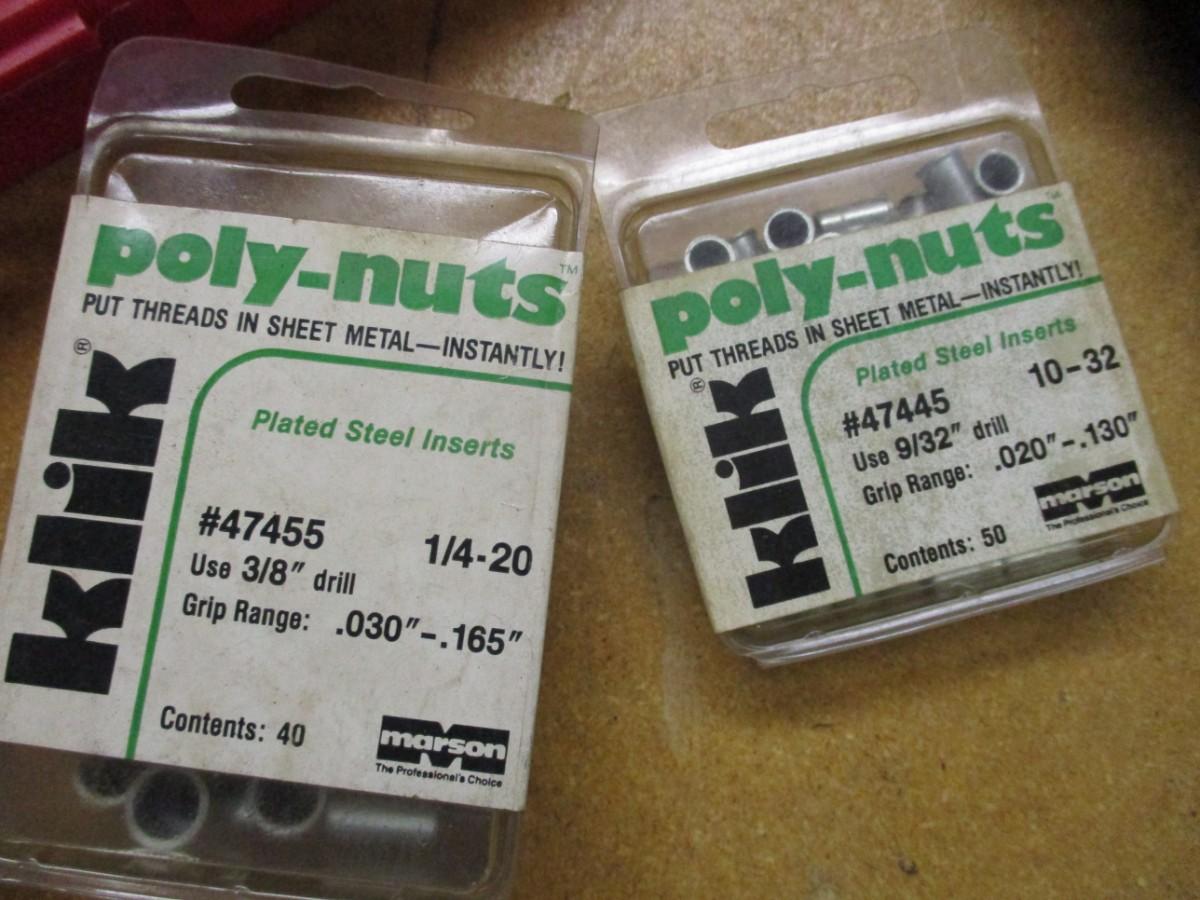 poly-nuts™
PUT THREADS IN SHEET METAL—INSTANTLY!
klik®
Plated Steel Inserts
#47455 1/4-20
Use 3/8" drill
Grip Range: .030"-.165"
Contents: 40
marson
The Professional's Choice
poly-nuts™
PUT THREADS IN SHEET METAL—INSTANTLY!
klik®
Plated Steel Inserts
#47445 10-32
Use 9/32" drill
Grip Range: .020"-.130"
marson
The Professional's Choice
Contents: 50